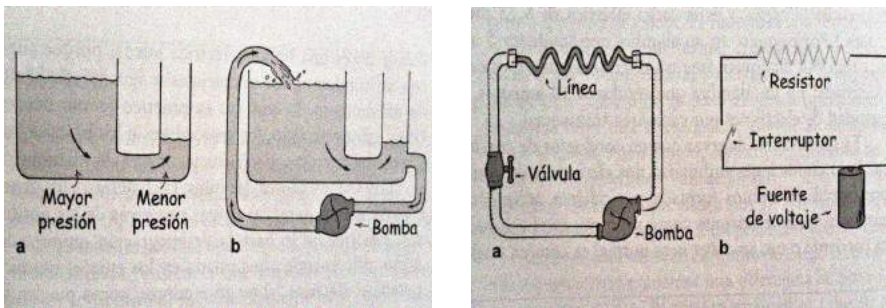 Mayor
presión
Menor
presión
a
b
Bomba
Línea
Válvula
Bomba
a
Resistor
Interruptor
Fuente
de voltaje
b